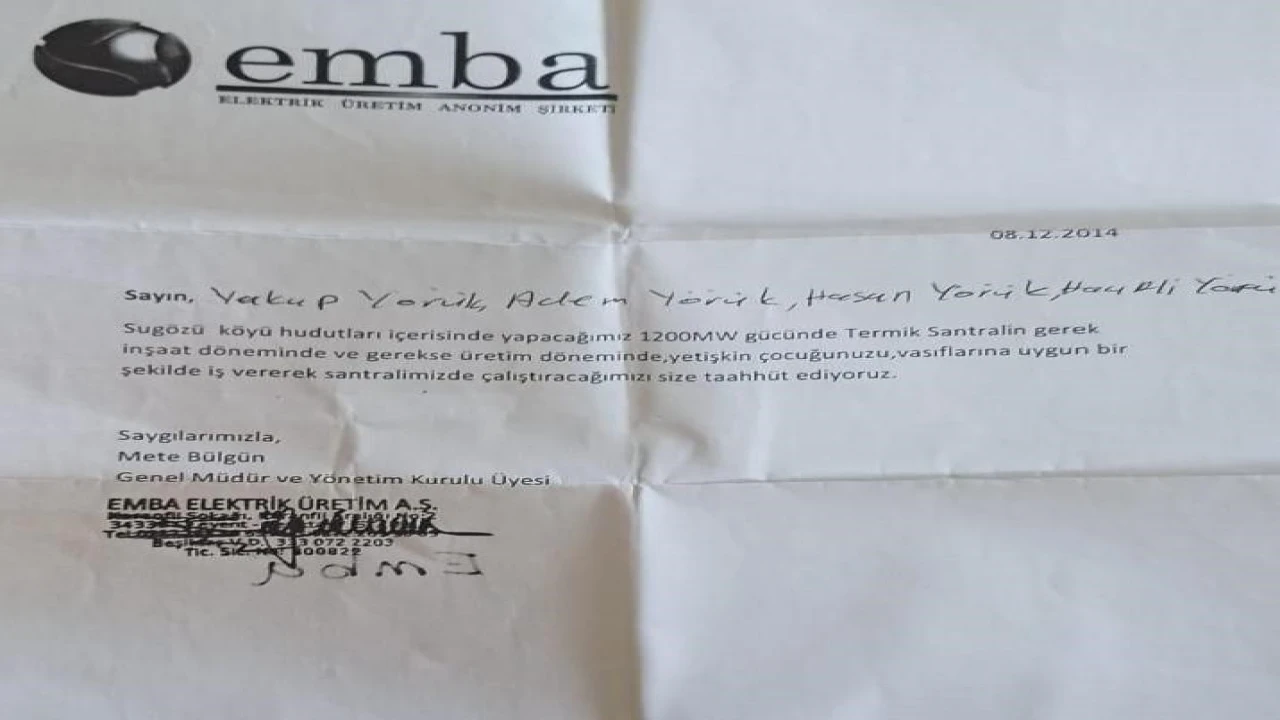 emba
ELEKTRİK ÜRETİM ANONİM ŞİRKETİ
08.12.2014
Sayın, Yakup Yörük, Adem Yörük, Hasan Yörük,
Sugözü köyü hudutları içerisinde yapacağımız 1200MW gücünde Termik Santralin gerek
inşaat döneminde ve gerekse üretim döneminde,yetişkin çocuğunuzu,vasıflarına uygun bir
şekilde iş vererek santralimizde çalıştıracağımızı size taahhüt ediyoruz.
Saygılarımızla,
Mete Bülgün
Genel Müdür ve Yönetim Kurulu Üyesi
EMBA ELEKTRİK ÜRETİM A.Ş.
072 2203
Tic. Sic.